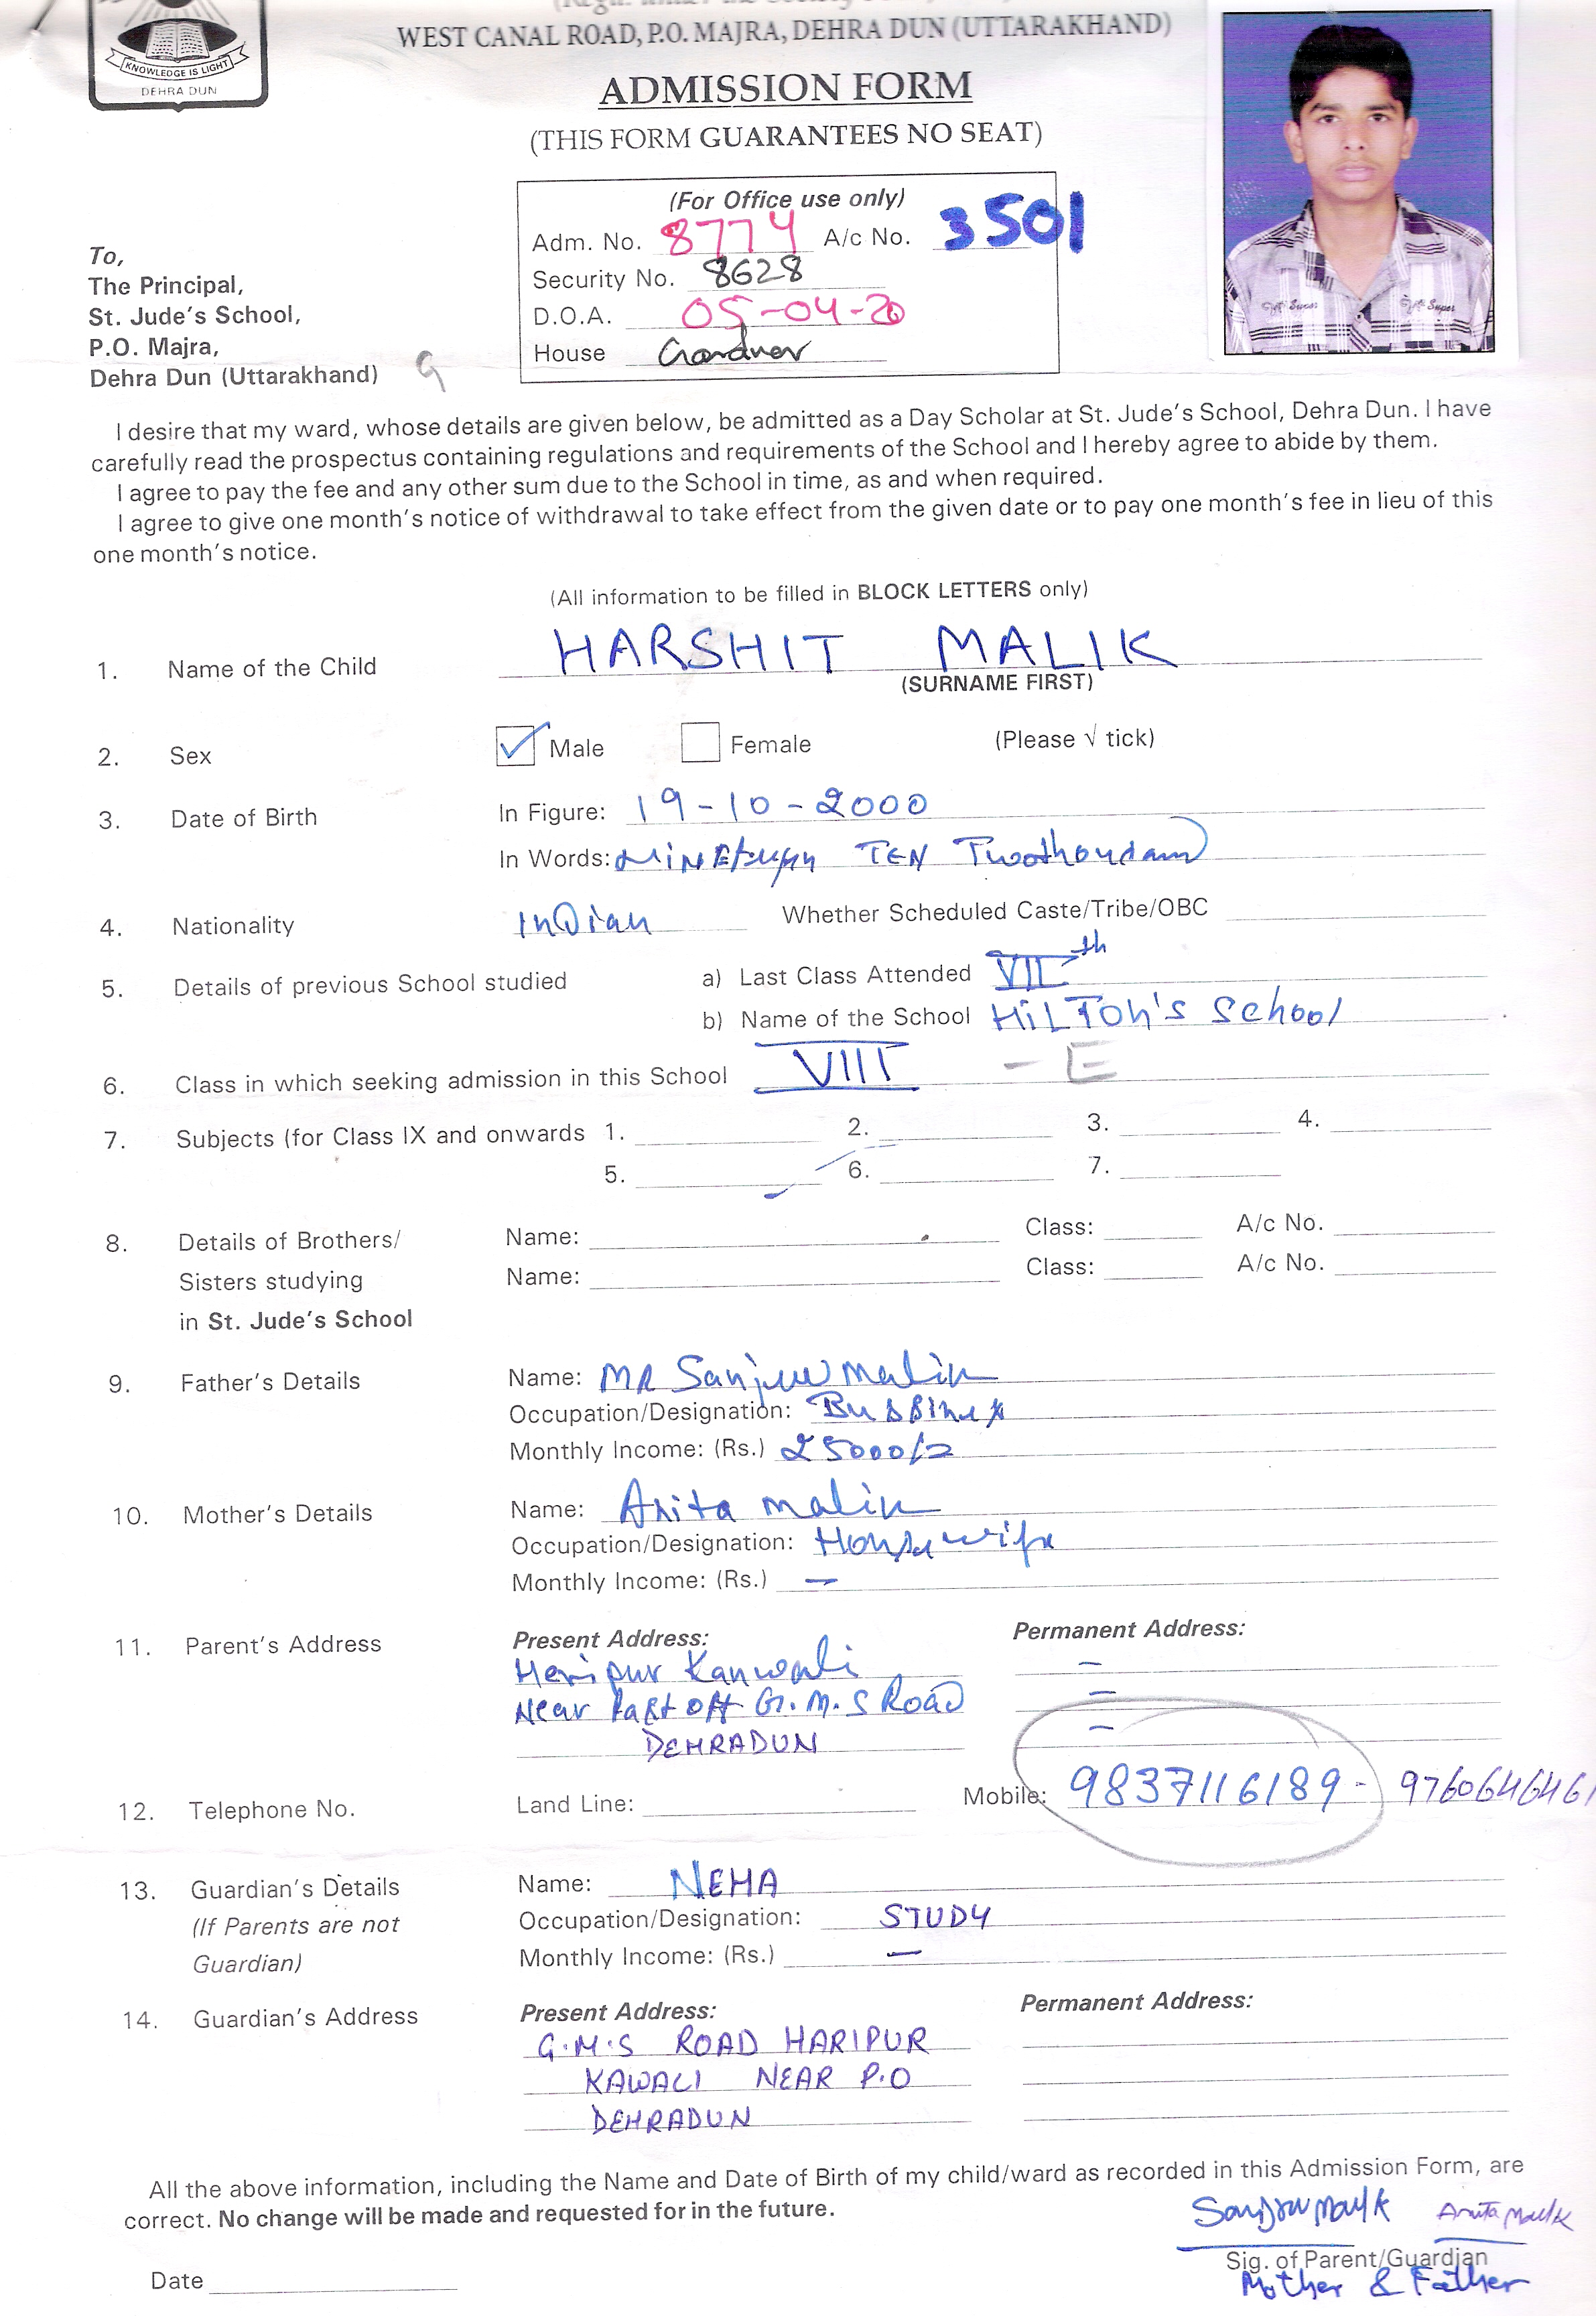 WEST CANAL ROAD, P.O. MAJRA, DEHRA DUN (UTTARAKHAND)
KNOWLEDGE IS LIGHT
DEHRA DUN
ADMISSION FORM
(THIS FORM GUARANTEES NO SEAT)
(For Office use only)
Adm. No. 8774 A/c No. 3501
Security No. 8628
D.O.A. 05-04-20
House Gardner
To,
The Principal,
St. Jude's School,
P.O. Majra,
Dehra Dun (Uttarakhand) 9
I desire that my ward, whose details are given below, be admitted as a Day Scholar at St. Jude's School, Dehra Dun. I have
carefully read the prospectus containing regulations and requirements of the School and I hereby agree to abide by them.
I agree to pay the fee and any other sum due to the School in time, as and when required.
I agree to give one month's notice of withdrawal to take effect from the given date or to pay one month's fee in lieu of this
one month's notice.
(All information to be filled in BLOCK LETTERS only)
1. Name of the Child HARSHIT MALIK
(SURNAME FIRST)
2. Sex Male Female (Please √ tick)
3. Date of Birth In Figure: 19-10-2000
In Words: TEN Twothousand
4. Nationality InDian Whether Scheduled Caste/Tribe/OBC
5. Details of previous School studied a) Last Class Attended VII th
b) Name of the School HiLTOn's School
6. Class in which seeking admission in this School VIII - E
7. Subjects (for Class IX and onwards 1. 2. 3. 4.
5. 6. 7.
8. Details of Brothers/ Name: Class: A/c No.
Sisters studying Name: Class: A/c No.
in St. Jude's School
9. Father's Details Name: MR Sanjeev Malik
Occupation/Designation: Bussiness
Monthly Income: (Rs.) 25000/=
10. Mother's Details Name: Anita malik
Occupation/Designation: Housewife
Monthly Income: (Rs.) —
11. Parent's Address Present Address: Permanent Address:
Haripur Kanwali –
Near Part off G.M.S Road =
DEHRADUN –
12. Telephone No. Land Line: Mobile: 9837116189 - 9760646461
13. Guardian's Details Name: NEHA
(If Parents are not Occupation/Designation: STUDY
Guardian) Monthly Income: (Rs.) —
14. Guardian's Address Present Address: Permanent Address:
G.M.S ROAD HARIPUR
KAWALI NEAR P.O
DEHRADUN
All the above information, including the Name and Date of Birth of my child/ward as recorded in this Admission Form, are
correct. No change will be made and requested for in the future.
Sanjeev Malik Anita Malik
Sig. of Parent/Guardian
Mother & Father
Date